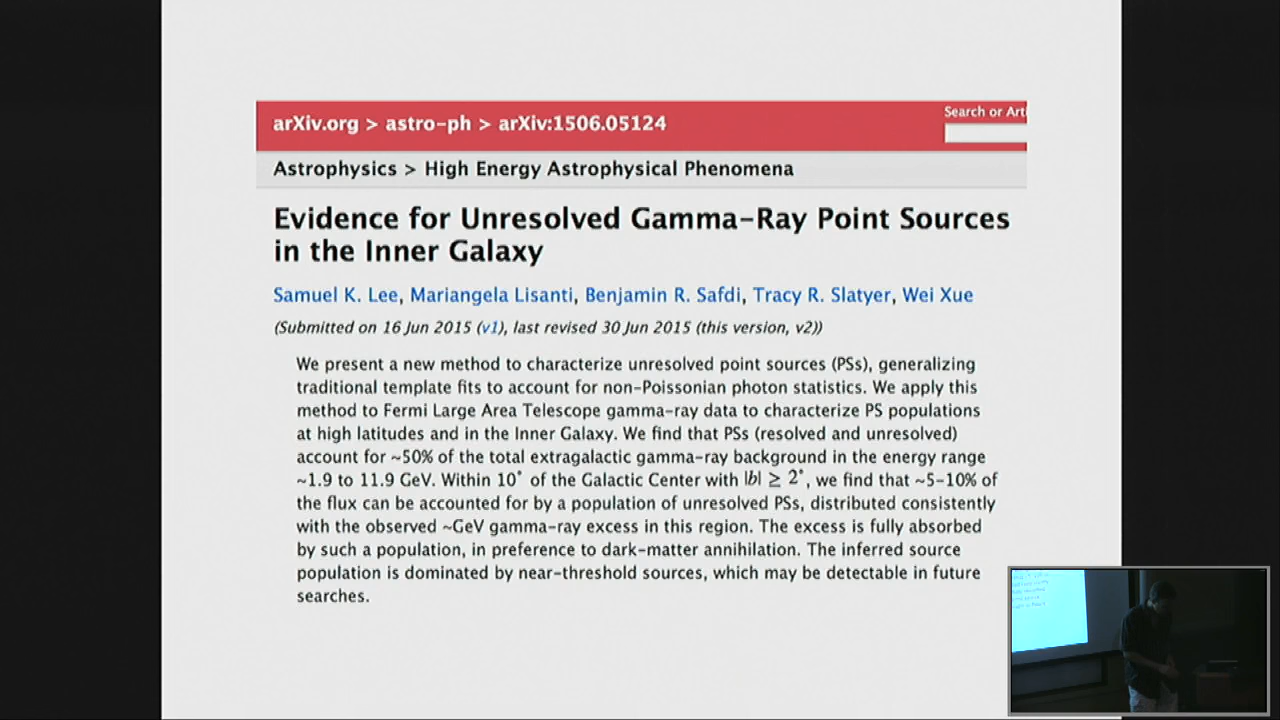 arXiv.org > astro-ph > arXiv:1506.05124
Search or Art
Astrophysics > High Energy Astrophysical Phenomena
Evidence for Unresolved Gamma-Ray Point Sources
in the Inner Galaxy
Samuel K. Lee, Mariangela Lisanti, Benjamin R. Safdi, Tracy R. Slatyer, Wei Xue
(Submitted on 16 Jun 2015 (v1), last revised 30 Jun 2015 (this version, v2))
We present a new method to characterize unresolved point sources (PSs), generalizing
traditional template fits to account for non-Poissonian photon statistics. We apply this
method to Fermi Large Area Telescope gamma-ray data to characterize PS populations
at high latitudes and in the Inner Galaxy. We find that PSs (resolved and unresolved)
account for ~50% of the total extragalactic gamma-ray background in the energy range
~1.9 to 11.9 GeV. Within 10° of the Galactic Center with |b| ≥ 2°, we find that ~5-10% of
the flux can be accounted for by a population of unresolved PSs, distributed consistently
with the observed ~GeV gamma-ray excess in this region. The excess is fully absorbed
by such a population, in preference to dark-matter annihilation. The inferred source
population is dominated by near-threshold sources, which may be detectable in future
searches.